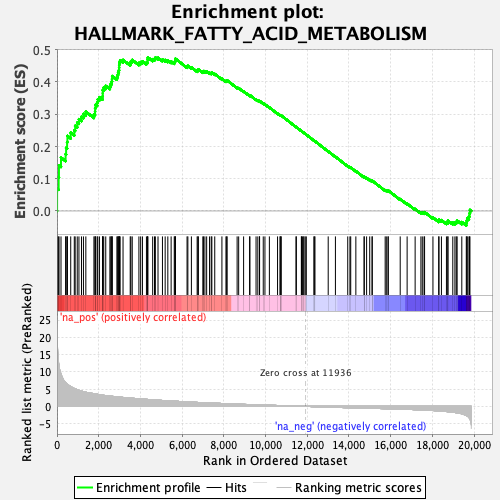 Enrichment plot:
HALLMARK_FATTY_ACID_METABOLISM
Enrichment score (ES)
0.5
0.4
0.3
0.2
0.1
0.0
Ranked list metric (PreRanked)
25
20
15
10
5
0
-5
'na_pos' (positively correlated)
Zero cross at 11936
'na_neg' (negatively correlated)
0
2,000
4,000
6,000
8,000
10,000
12,000
14,000
16,000
18,000
20,000
Rank in Ordered Dataset
Enrichment profile
Hits
Ranking metric scores